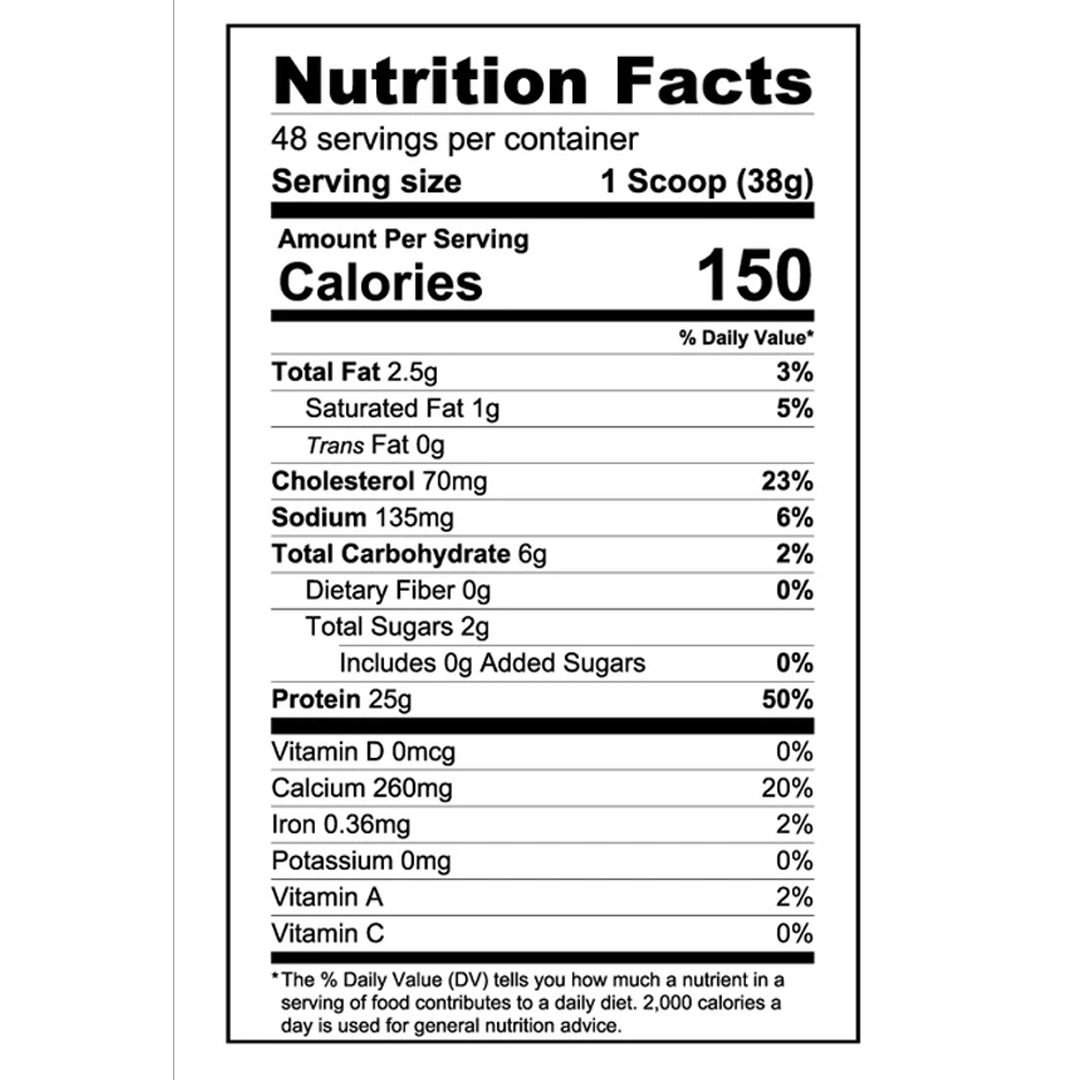 Nutrition Facts
48 servings per container
Serving size 1 Scoop (38g)
Amount Per Serving
Calories 150
% Daily Value*
Total Fat 2.5g 3%
Saturated Fat 1g 5%
Trans Fat 0g
Cholesterol 70mg 23%
Sodium 135mg 6%
Total Carbohydrate 6g 2%
Dietary Fiber 0g 0%
Total Sugars 2g
Includes 0g Added Sugars 0%
Protein 25g 50%
Vitamin D 0mcg 0%
Calcium 260mg 20%
Iron 0.36mg 2%
Potassium 0mg 0%
Vitamin A 2%
Vitamin C 0%
*The % Daily Value (DV) tells you how much a nutrient in a
serving of food contributes to a daily diet. 2,000 calories a
day is used for general nutrition advice.